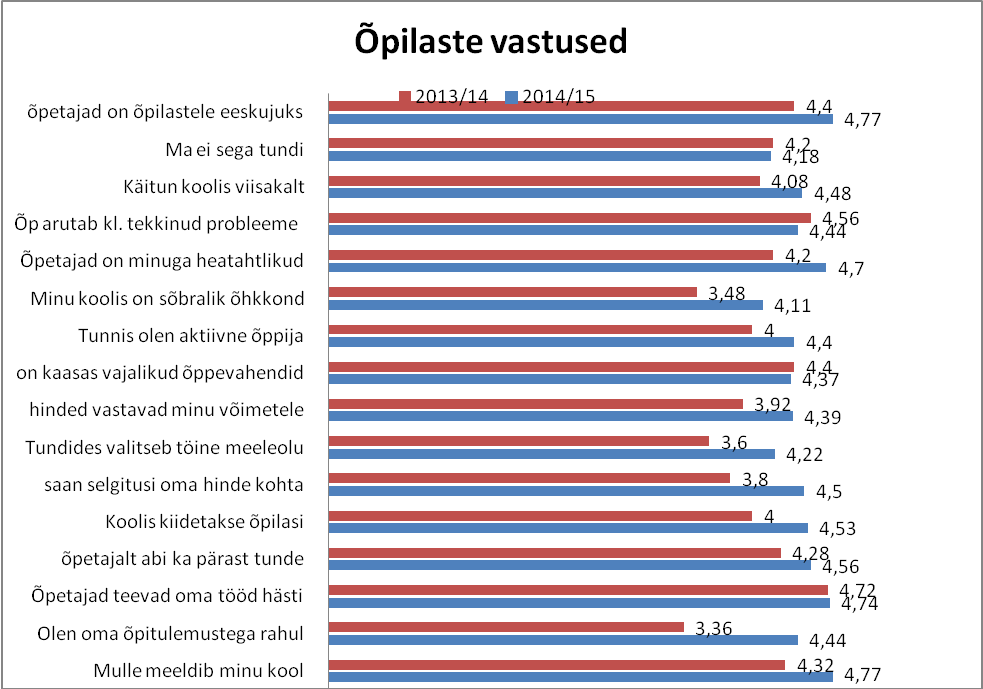 Õpilaste vastused
2013/14 2014/15
õpetajad on õpilastele eeskujuks 4,4
4,77
Ma ei sega tundi 4,2
4,18
Käitun koolis viisakalt 4,08
4,48
Õp arutab kl. tekkinud probleeme 4,56
4,44
Õpetajad on minuga heatahtlikud 4,2
4,7
Minu koolis on sõbralik õhkkond 3,48
4,11
Tunnis olen aktiivne õppija 4
4,4
on kaasas vajalikud õppevahendid 4,4
4,37
hinded vastavad minu võimetele 3,92
4,39
Tundides valitseb töine meeleolu 3,6
4,22
saan selgitusi oma hinde kohta 3,8
4,5
Koolis kiidetakse õpilasi 4
4,53
õpetajalt abi ka pärast tunde 4,28
4,56
Õpetajad teevad oma tööd hästi 4,72
4,74
Olen oma õpitulemustega rahul 3,36
4,44
Mulle meeldib minu kool 4,32
4,77